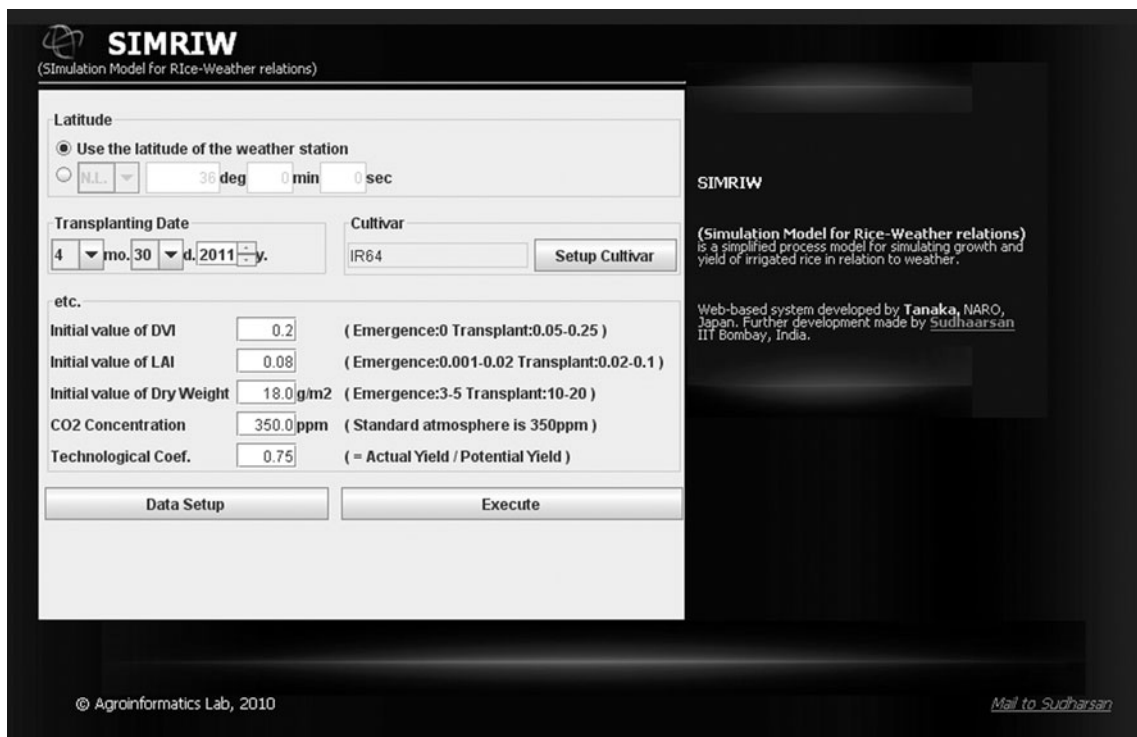 SIMRIW
(SImulation Model for RIce-Weather relations)
Latitude
Use the latitude of the weather station
N.L. 36 deg 0 min 0 sec
Transplanting Date
4 mo. 30 d. 2011 y.
Cultivar
IR64 Setup Cultivar
etc.
Initial value of DVI 0.2 ( Emergence:0 Transplant:0.05-0.25 )
Initial value of LAI 0.08 ( Emergence:0.001-0.02 Transplant:0.02-0.1 )
Initial value of Dry Weight 18.0 g/m2 ( Emergence:3-5 Transplant:10-20 )
CO2 Concentration 350.0 ppm ( Standard atmosphere is 350ppm )
Technological Coef. 0.75 ( = Actual Yield / Potential Yield )
Data Setup Execute
SIMRIW
(Simulation Model for Rice-Weather relations)
is a simplified process model for simulating growth and
yield of irrigated rice in relation to weather.
Web-based system developed by Tanaka, NARO,
Japan. Further development made by Sudhaarsan
IIT Bombay, India.
© Agroinformatics Lab, 2010
Mail to Sudharsan